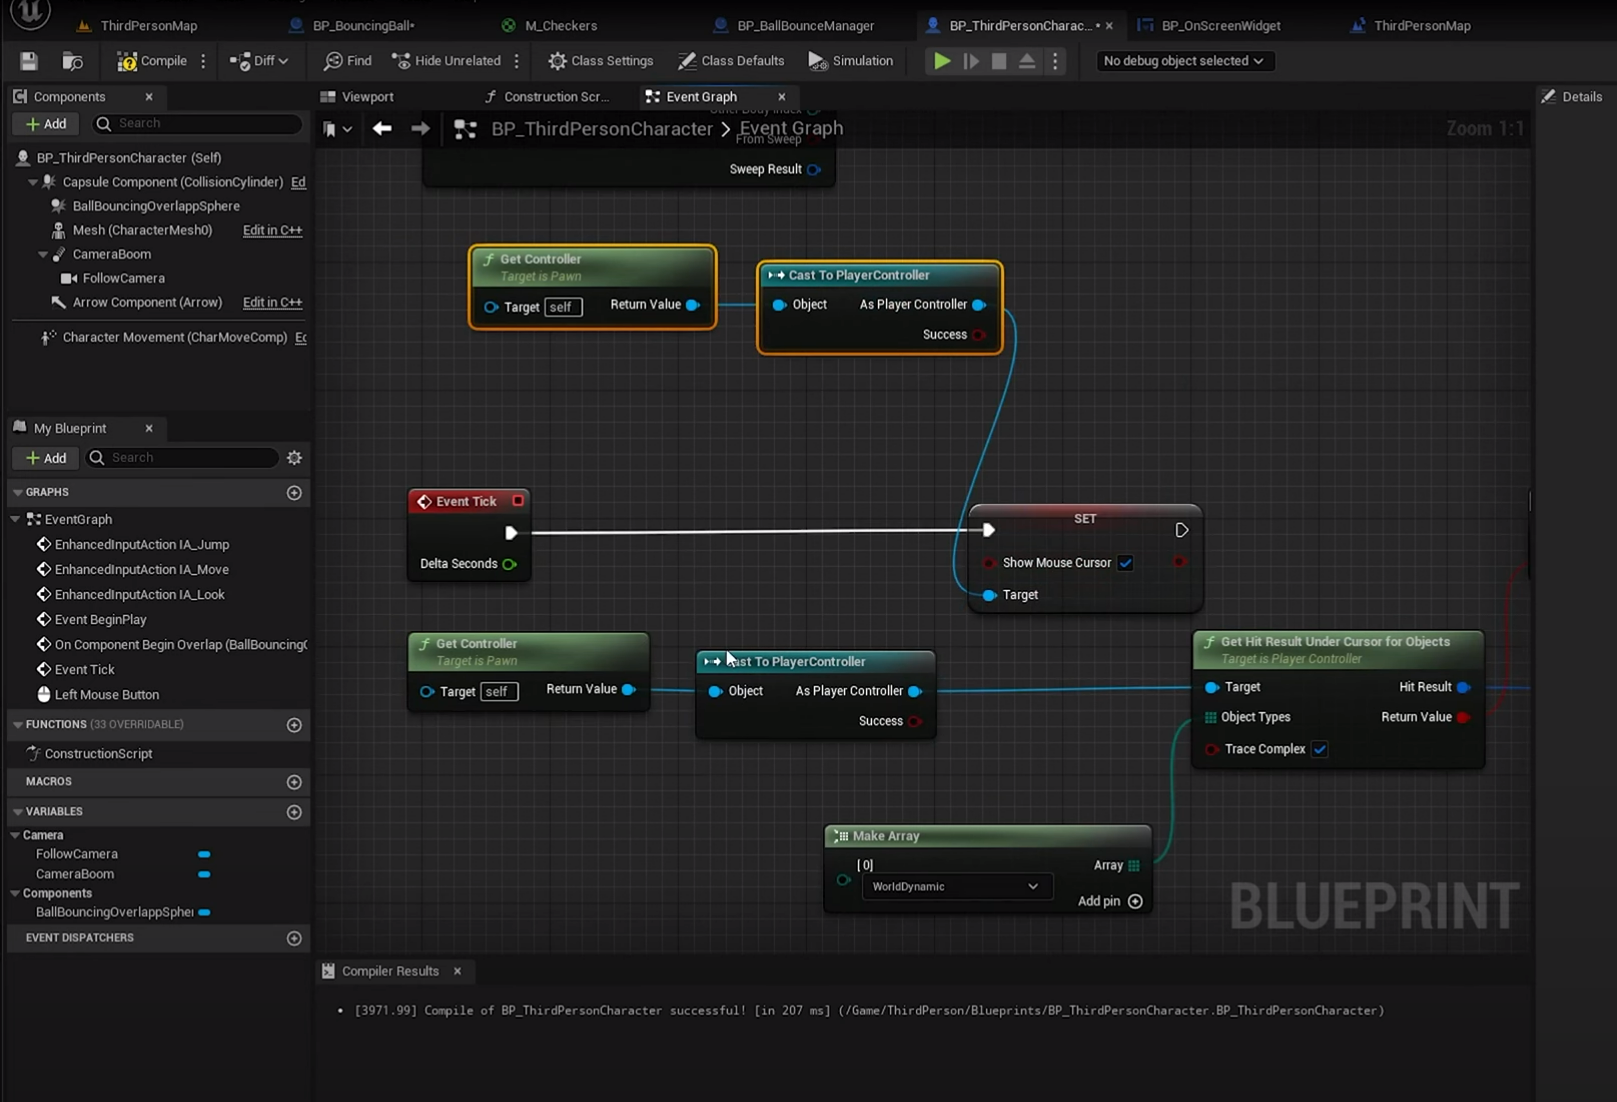 ThirdPersonMap
BP_BouncingBall•
M_Checkers
BP_BallBounceManager
BP_ThirdPersonCharac... •
BP_OnScreenWidget
ThirdPersonMap
Compile
Diff
Find
Hide Unrelated
Class Settings
Class Defaults
Simulation
No debug object selected
Components
Viewport
Construction Scr...
Event Graph
Details
+ Add
Search
BP_ThirdPersonCharacter > Event Graph
Zoom 1:1
Other Body Index
From Sweep
Sweep Result
BP_ThirdPersonCharacter (Self)
Capsule Component (CollisionCylinder) Ed
BallBouncingOverlappSphere
Mesh (CharacterMesh0) Edit in C++
CameraBoom
FollowCamera
Arrow Component (Arrow) Edit in C++
Character Movement (CharMoveComp) Ec
My Blueprint
+ Add
Search
GRAPHS
EventGraph
EnhancedInputAction IA_Jump
EnhancedInputAction IA_Move
EnhancedInputAction IA_Look
Event BeginPlay
On Component Begin Overlap (BallBouncing(
Event Tick
Left Mouse Button
FUNCTIONS (33 OVERRIDABLE)
ConstructionScript
MACROS
VARIABLES
Camera
FollowCamera
CameraBoom
Components
BallBouncingOverlappSpher
EVENT DISPATCHERS
f Get Controller
Target is Pawn
Target self
Return Value
Cast To PlayerController
Object
As Player Controller
Success
Event Tick
Delta Seconds
SET
Show Mouse Cursor
Target
f Get Controller
Target is Pawn
Target self
Return Value
Cast To PlayerController
Object
As Player Controller
Success
f Get Hit Result Under Cursor for Objects
Target is Player Controller
Target
Hit Result
Object Types
Return Value
Trace Complex
Make Array
[0]
Array
WorldDynamic
Add pin
BLUEPRINT
Compiler Results
• [3971.99] Compile of BP_ThirdPersonCharacter successful! [in 207 ms] (/Game/ThirdPerson/Blueprints/BP_ThirdPersonCharacter.BP_ThirdPersonCharacter)